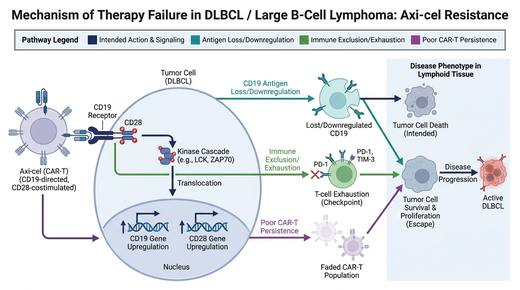 Mechanism of Therapy Failure in DLBCL / Large B-Cell Lymphoma: Axi-cel Resistance
Pathway Legend
Intended Action & Signaling
Antigen Loss/Downregulation
Immune Exclusion/Exhaustion
Poor CAR-T Persistence
Tumor Cell
(DLBCL)
CD19 Antigen
Loss/Downregulation
Disease Phenotype in
Lymphoid Tissue
CD19
Receptor
CD28
Lost/Downregulated
CD19
Tumor Cell Death
(Intended)
Axi-cel (CAR-T)
(CD19-directed,
CD28-costimulated)
Kinase Cascade
(e.g., LCK, ZAP70)
Translocation
Immune
Exclusion/
Exhaustion
PD-1
PD-1,
TIM-3
T-cell Exhaustion
(Checkpoint)
Disease
Progression
Tumor Cell
Survival &
Proliferation
(Escape)
Active
DLBCL
CD19 Gene
Upregulation
CD28 Gene
Upregulation
Nucleus
Poor CAR-T
Persistence
Faded CAR-T
Population